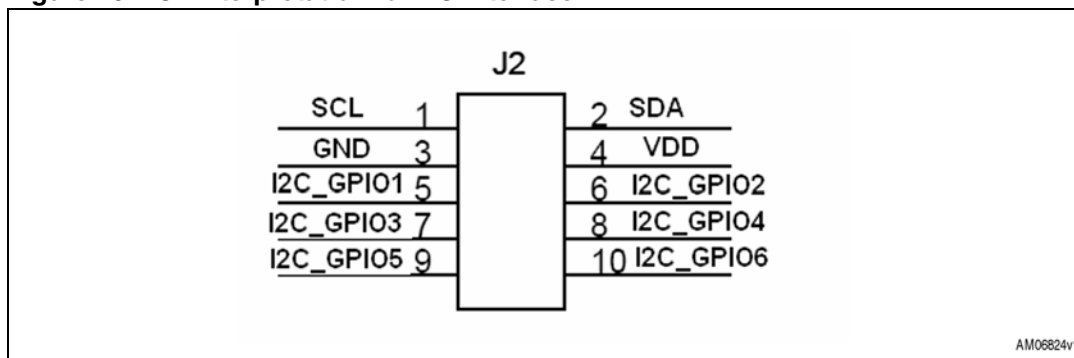 J2
SCL 1 2 SDA
GND 3 4 VDD
I2C_GPIO1 5 6 I2C_GPIO2
I2C_GPIO3 7 8 I2C_GPIO4
I2C_GPIO5 9 10 I2C_GPIO6
AM06824v